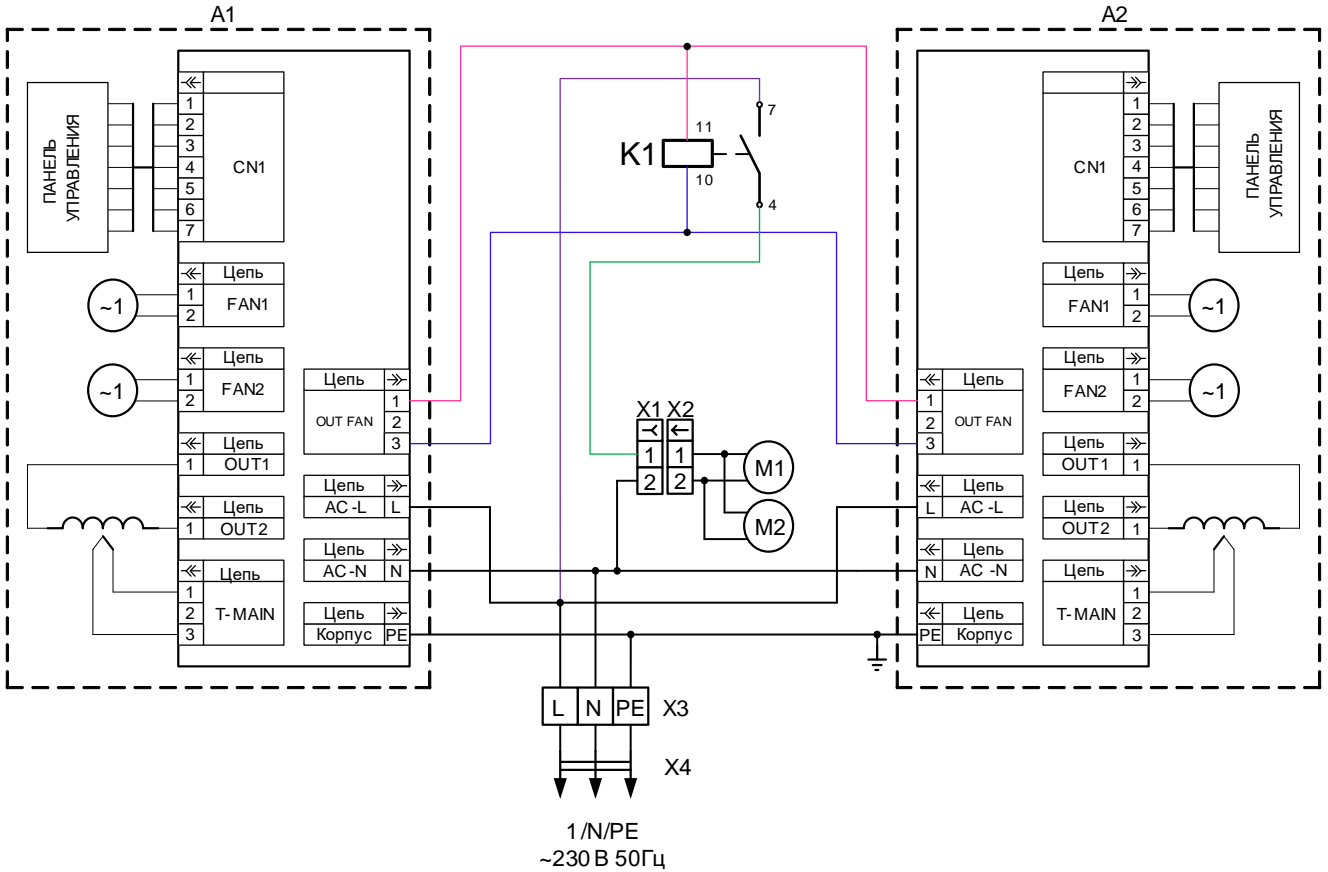 A1
A2
ПАНЕЛЬ
УПРАВЛЕНИЯ
1
2
3
4
5
6
7
CN1
Цепь
1
2
FAN1
~1
Цепь
1
2
FAN2
~1
Цепь
1
OUT1
Цепь
1
OUT2
Цепь
1
2
3
T-MAIN
Цепь
OUT FAN
1
2
3
Цепь
AC-L
L
Цепь
AC-N
N
Цепь
Корпус
PE
K1
11
10
7
4
X1
X2
1
2
1
2
M1
M2
Цепь
1
2
3
OUT FAN
Цепь
L
AC-L
Цепь
N
AC-N
Цепь
PE
Корпус
CN1
1
2
3
4
5
6
7
ПАНЕЛЬ
УПРАВЛЕНИЯ
Цепь
FAN1
1
2
~1
Цепь
FAN2
1
2
~1
Цепь
OUT1
1
Цепь
OUT2
1
Цепь
T-MAIN
1
2
3
L
N
PE
X3
X4
1/N/PE
~230 В 50Гц